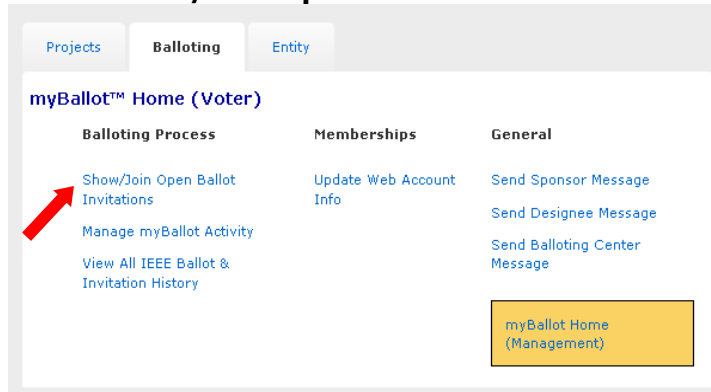 Projects Balloting Entity
myBallot™ Home (Voter)
Balloting Process Memberships General
Show/Join Open Ballot
Invitations
Manage myBallot Activity
View All IEEE Ballot &
Invitation History
Update Web Account
Info
Send Sponsor Message
Send Designee Message
Send Balloting Center
Message
myBallot Home
(Management)